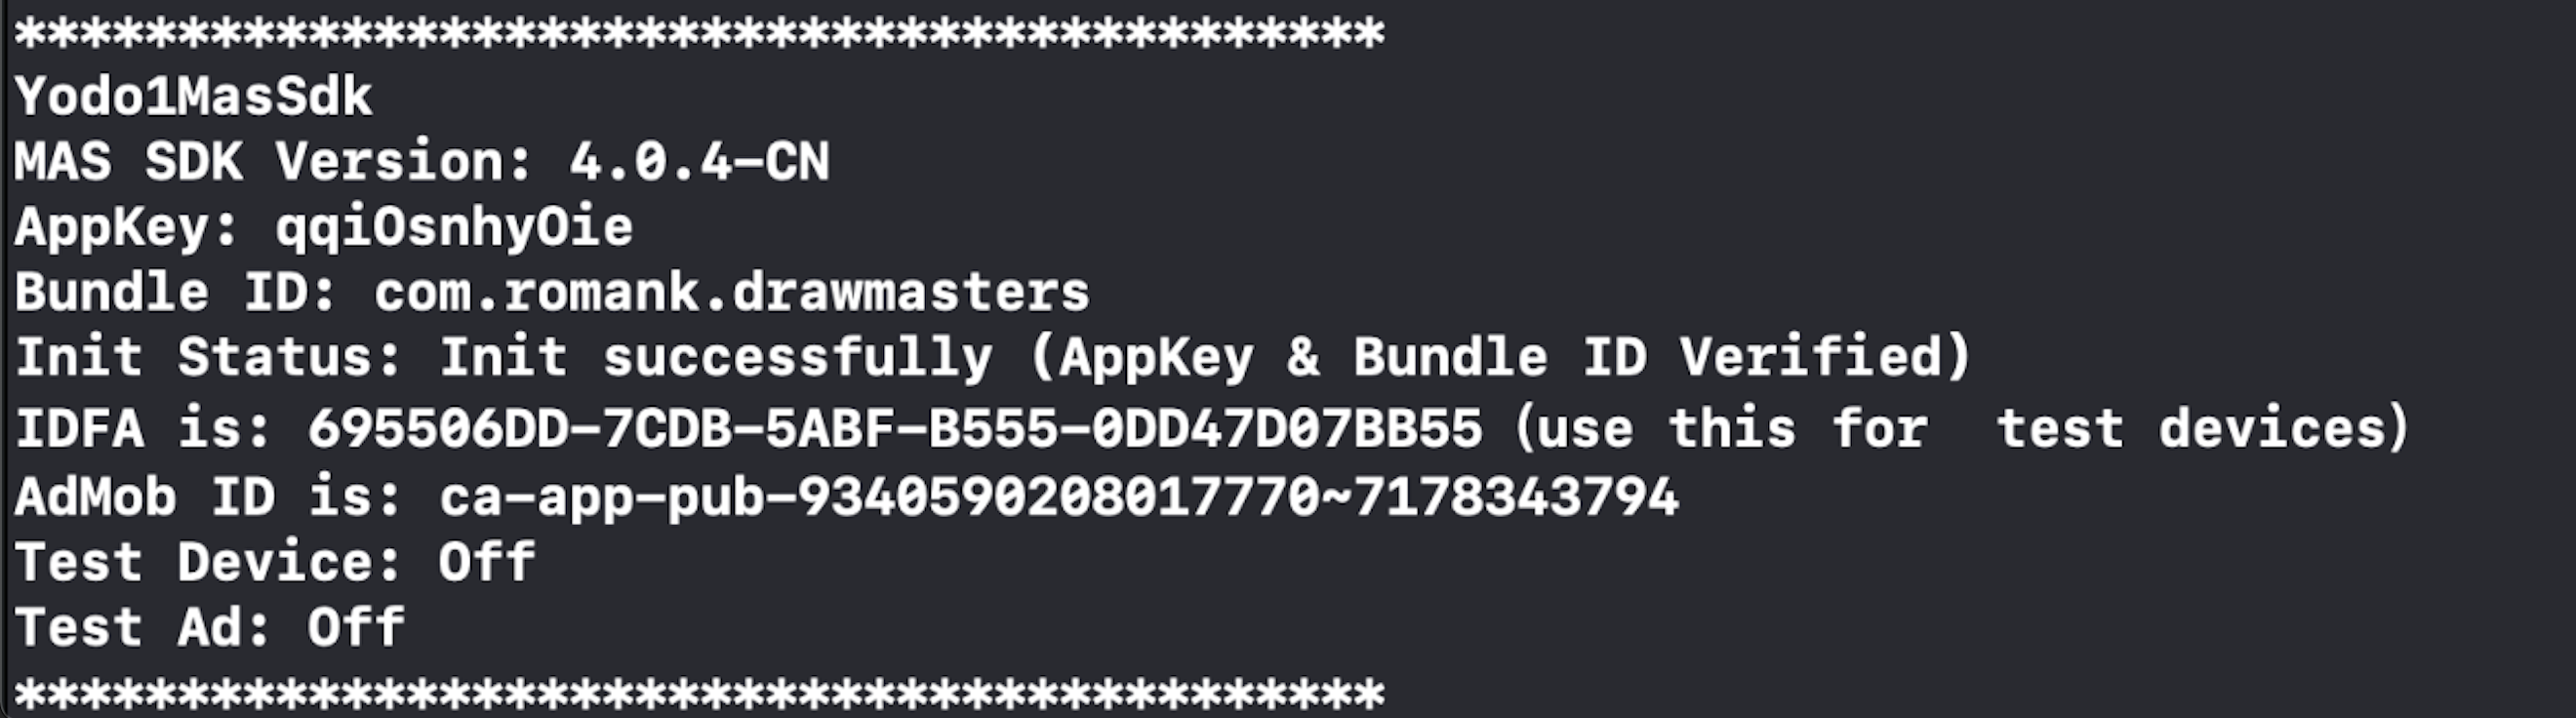 ******************************************
Yodo1MasSdk
MAS SDK Version: 4.0.4-CN
AppKey: qqiOsnhyOie
Bundle ID: com.romank.drawmasters
Init Status: Init successfully (AppKey & Bundle ID Verified)
IDFA is: 695506DD-7CDB-5ABF-B555-0DD47D07BB55 (use this for  test devices)
AdMob ID is: ca-app-pub-9340590208017770~7178343794
Test Device: Off
Test Ad: Off
******************************************